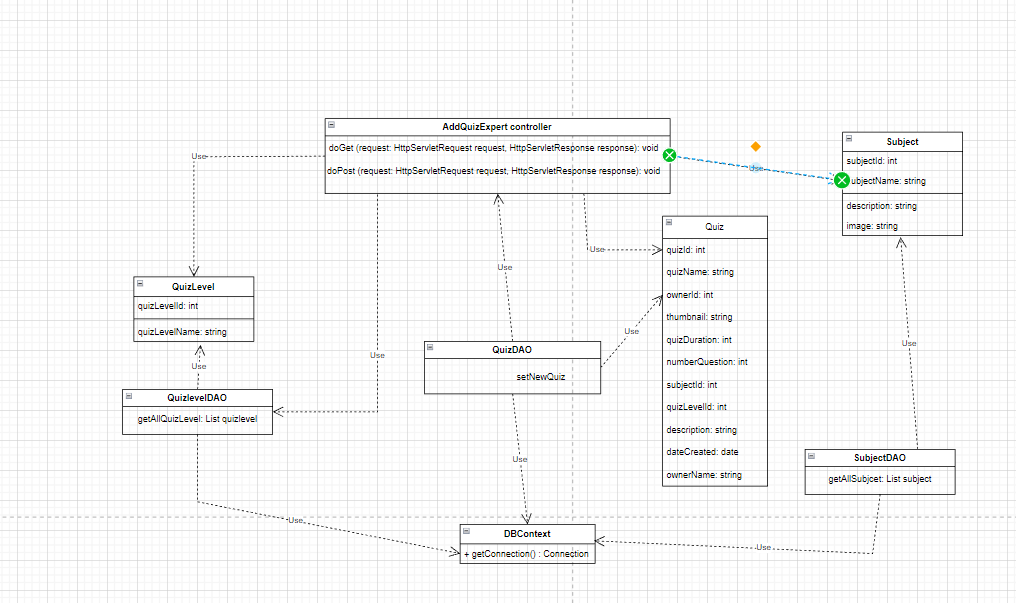 AddQuizExpert controller
doGet (request: HttpServletRequest request, HttpServletResponse response): void
doPost (request: HttpServletRequest request, HttpServletResponse response): void
Subject
subjectId: int
ubjectName: string
description: string
image: string
Use
Use
Quiz
quizId: int
quizName: string
ownerId: int
thumbnail: string
quizDuration: int
numberQuestion: int
subjectId: int
quizLevelId: int
description: string
dateCreated: date
ownerName: string
Use
Use
QuizLevel
quizLevelId: int
quizLevelName: string
Use
Use
Use
Use
QuizDAO
setNewQuiz
QuizlevelDAO
getAllQuizLevel: List quizlevel
Use
SubjectDAO
getAllSubjcet: List subject
Use
Use
Use
DBContext
+ getConnection() : Connection